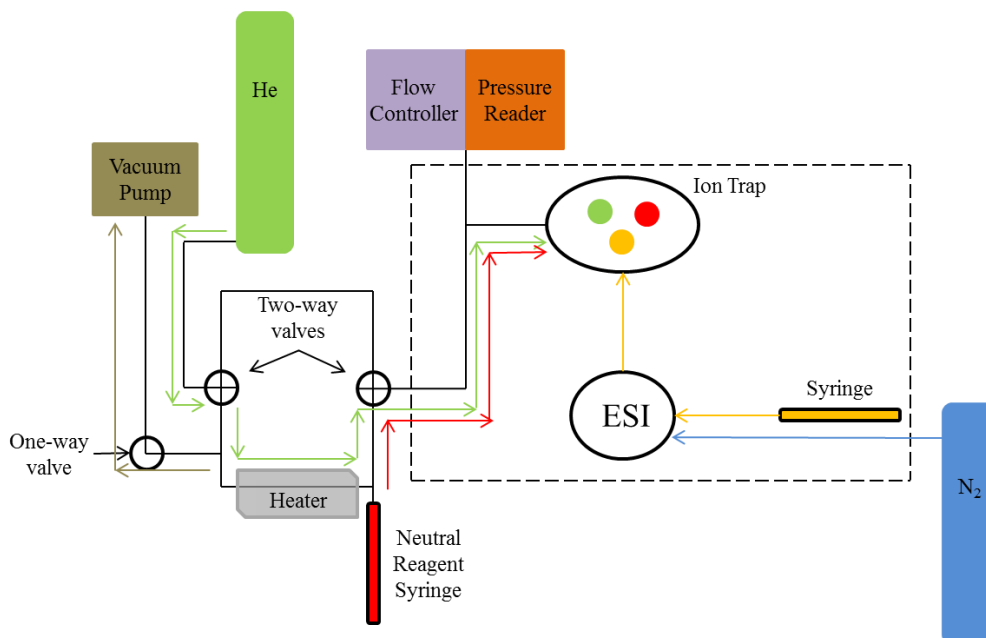 He
Flow
Controller
Pressure
Reader
Vacuum
Pump
Ion Trap
Two-way
valves
Syringe
ESI
One-way
valve
Heater
N₂
Neutral
Reagent
Syringe